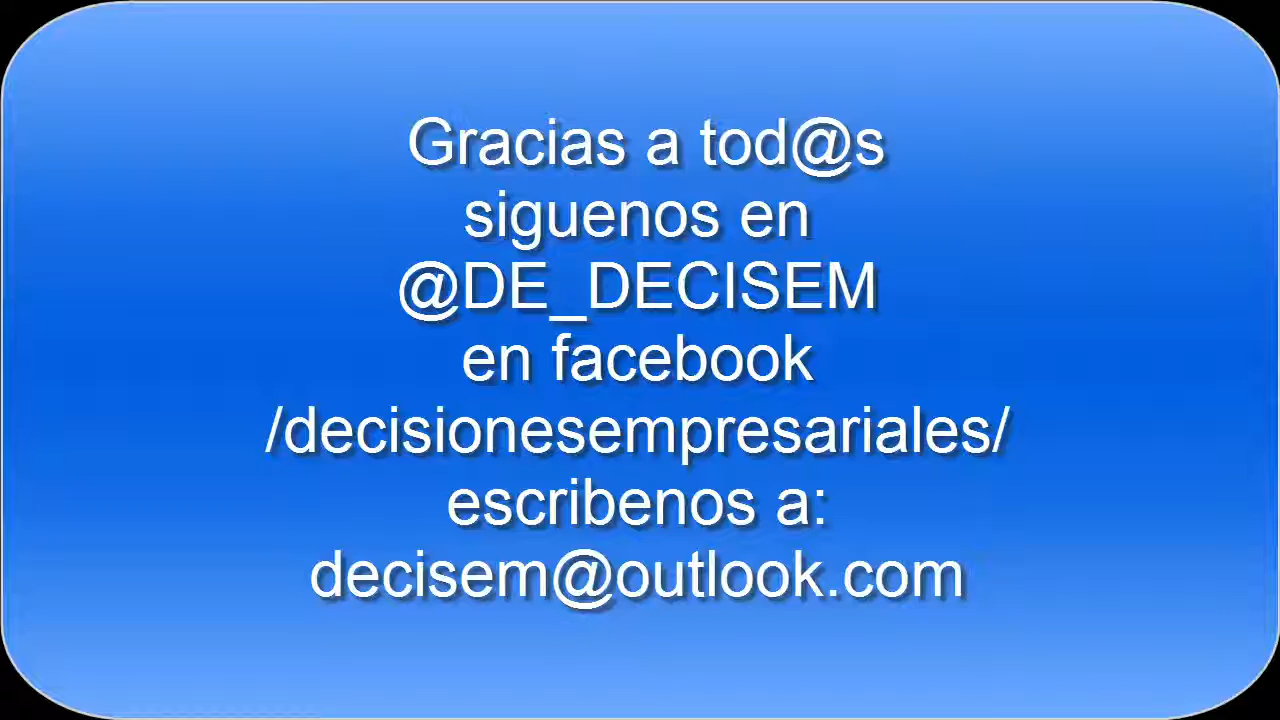 Gracias a tod@s
siguenos en
@DE_DECISEM
en facebook
/decisionesempresariales/
escribenos a:
decisem@outlook.com